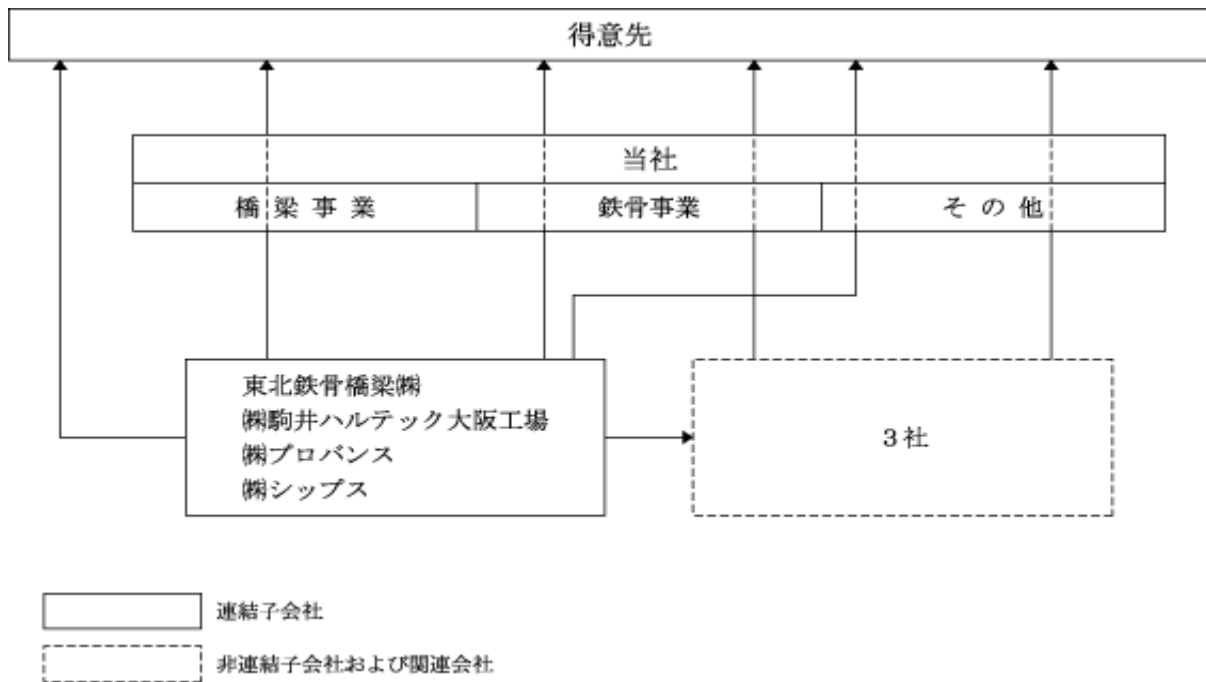 得意先
当社
橋梁事業
鉄骨事業
その他
東北鉄骨橋梁㈱
㈱駒井ハルテック大阪工場
㈱プロバンス
㈱シップス
3社
連結子会社
非連結子会社および関連会社